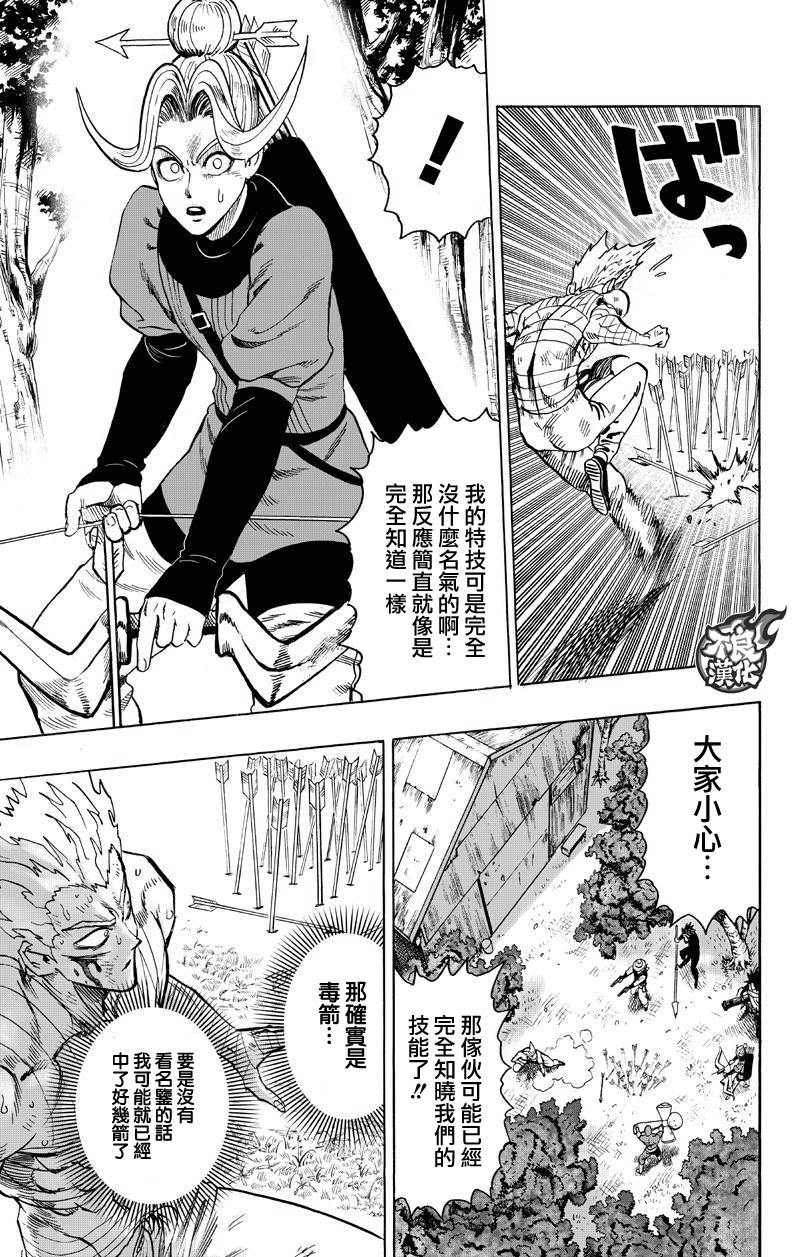 ばっ
！
我的特技可是完全
沒什麼名氣的啊…
那反應簡直就像是
完全知道一樣
狼
漢化
大家小心…
那傢伙可能已經
完全知曉我們的
技能了!!
那確實是
毒箭…
要是沒有
看名鑒的話
我可能就已經
中了好幾箭了